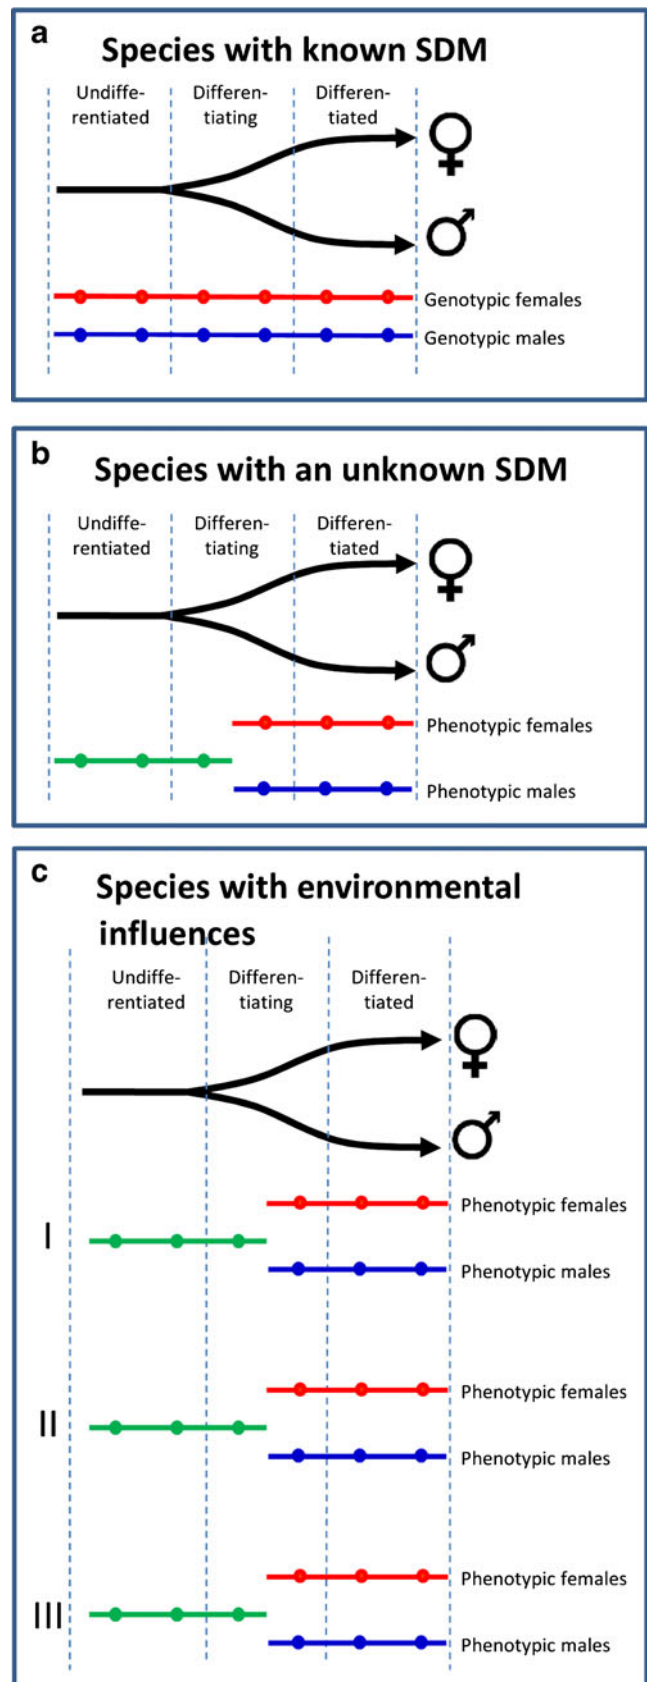 a
Species with known SDM
Undiffe- Differen- Differen-
rentiated tiating tiated
♀
♂
Genotypic females
Genotypic males
b
Species with an unknown SDM
Undiffe- Differen- Differen-
rentiated tiating tiated
♀
♂
Phenotypic females
Phenotypic males
c
Species with environmental
influences
Undiffe- Differen- Differen-
rentiated tiating tiated
♀
♂
Phenotypic females
I
Phenotypic males
Phenotypic females
II
Phenotypic males
Phenotypic females
III
Phenotypic males